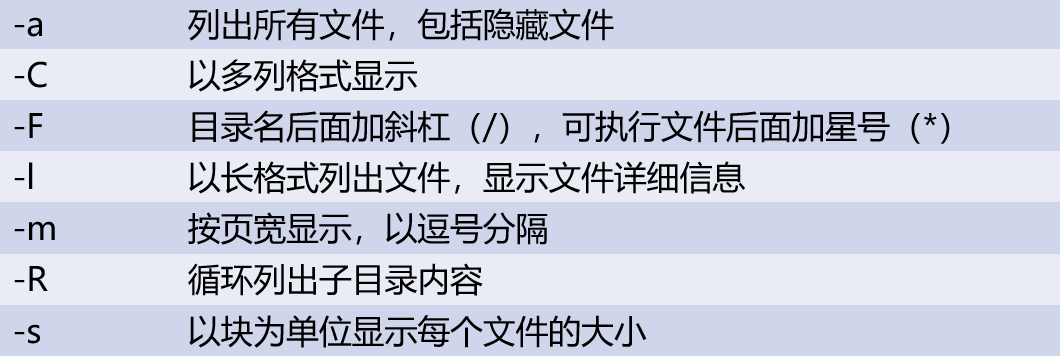 -a 列出所有文件，包括隐藏文件
-C 以多列格式显示
-F 目录名后面加斜杠（/），可执行文件后面加星号（*）
-l 以长格式列出文件，显示文件详细信息
-m 按页宽显示，以逗号分隔
-R 循环列出子目录内容
-s 以块为单位显示每个文件的大小